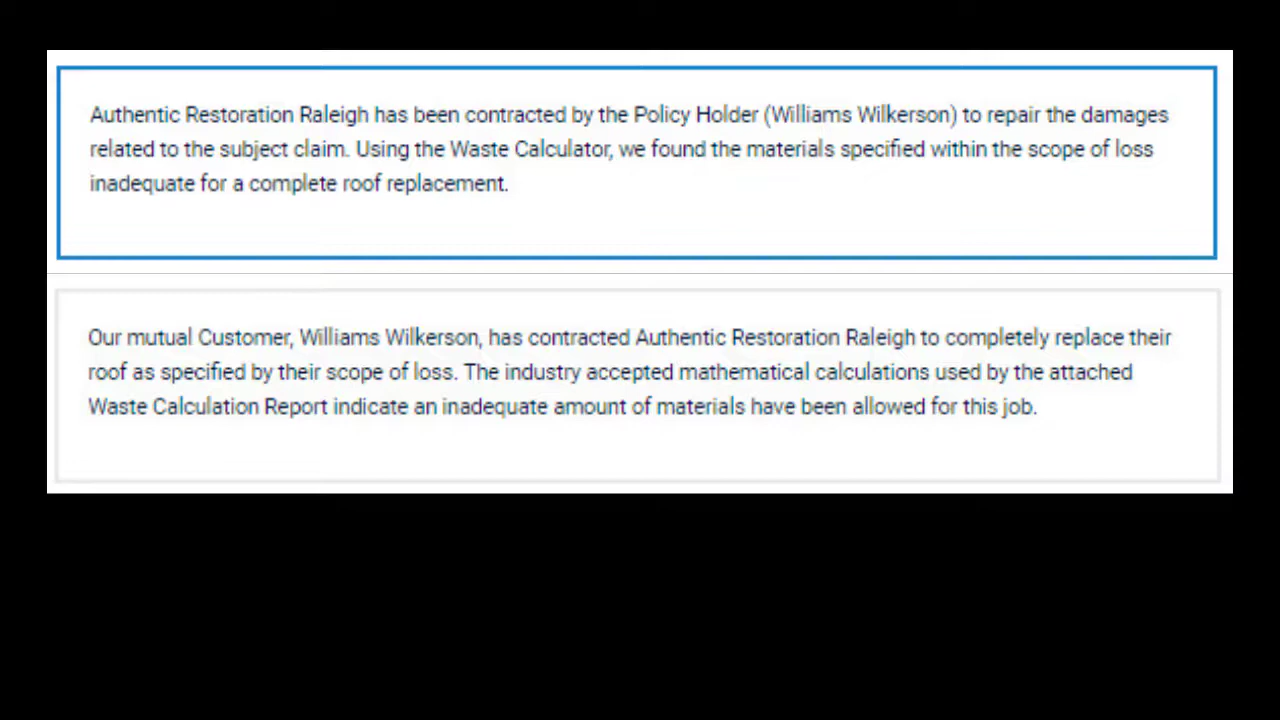 Authentic Restoration Raleigh has been contracted by the Policy Holder (Williams Wilkerson) to repair the damages
related to the subject claim. Using the Waste Calculator, we found the materials specified within the scope of loss
inadequate for a complete roof replacement.
Our mutual Customer, Williams Wilkerson, has contracted Authentic Restoration Raleigh to completely replace their
roof as specified by their scope of loss. The industry accepted mathematical calculations used by the attached
Waste Calculation Report indicate an inadequate amount of materials have been allowed for this job.